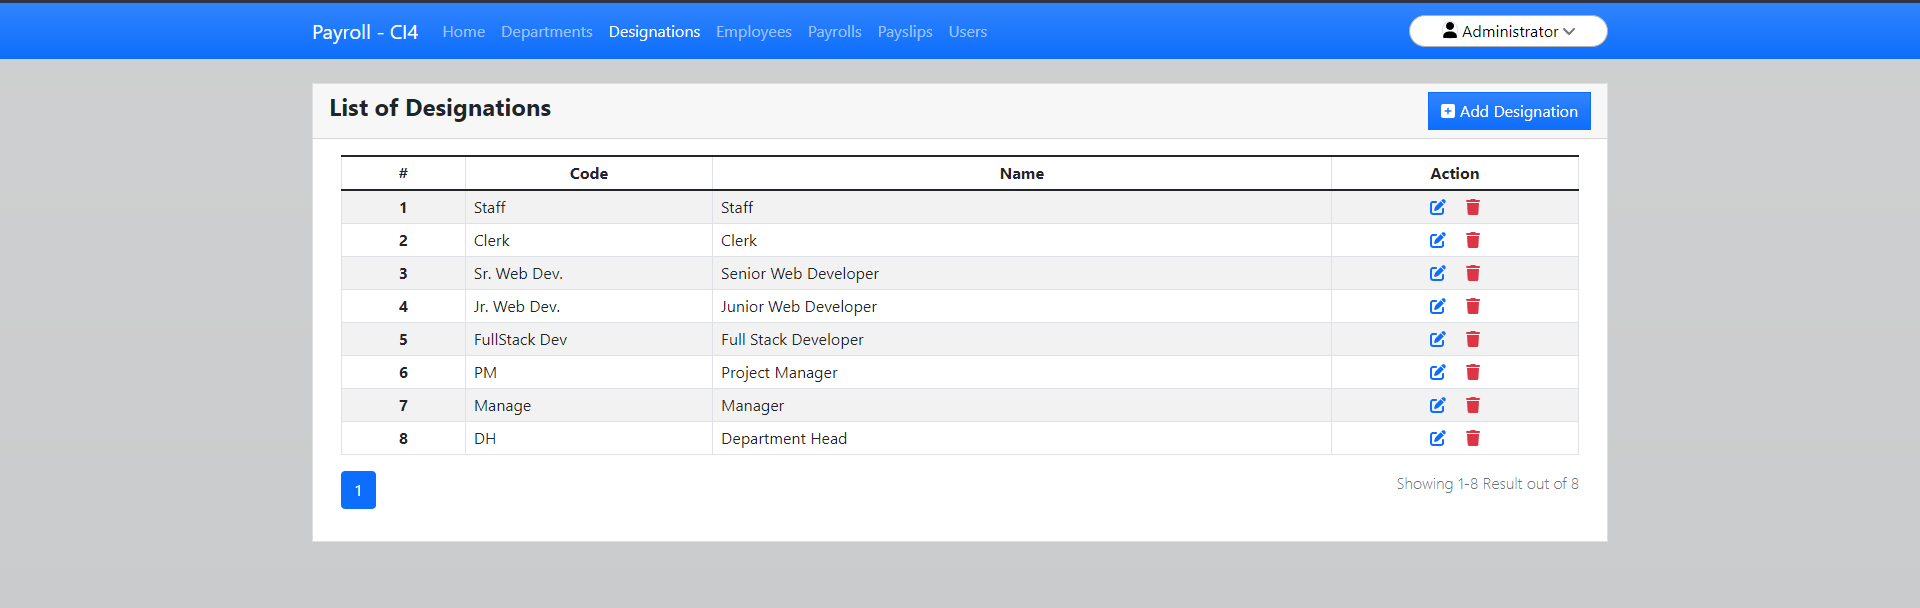 Payroll - CI4 Home Departments Designations Employees Payrolls Payslips Users Administrator
List of Designations Add Designation
# Code Name Action
1 Staff Staff
2 Clerk Clerk
3 Sr. Web Dev. Senior Web Developer
4 Jr. Web Dev. Junior Web Developer
5 FullStack Dev Full Stack Developer
6 PM Project Manager
7 Manage Manager
8 DH Department Head
1 Showing 1-8 Result out of 8